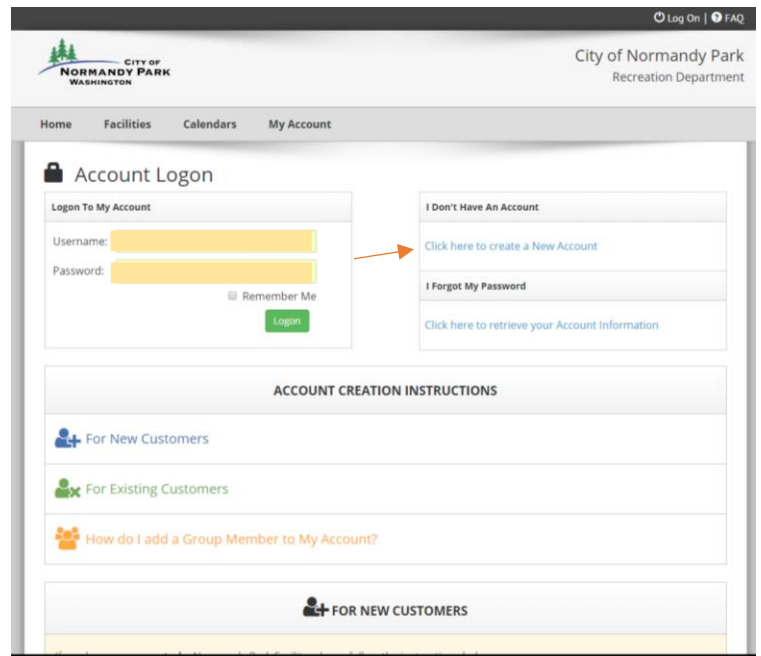 Log On | FAQ
CITY OF
NORMANDY PARK
WASHINGTON
City of Normandy Park
Recreation Department
Home Facilities Calendars My Account
Account Logon
Logon To My Account
Username:
Password:
Remember Me
Logon
I Don't Have An Account
Click here to create a New Account
I Forgot My Password
Click here to retrieve your Account Information
ACCOUNT CREATION INSTRUCTIONS
For New Customers
For Existing Customers
How do I add a Group Member to My Account?
FOR NEW CUSTOMERS